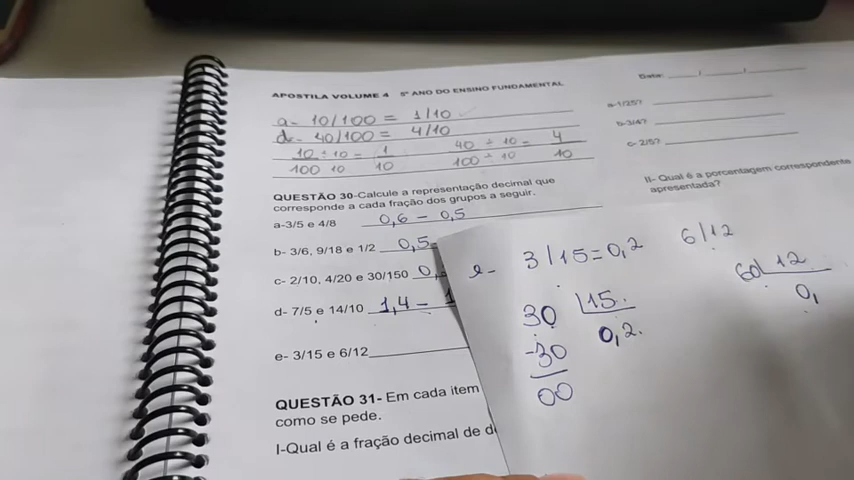 APOSTILA VOLUME 4 5º ANO DO ENSINO FUNDAMENTAL
a- 10/100 = 1/10
d- 40/100 = 4/10
10 ÷ 10 = 1 40 ÷ 10 = 4
100 10 10 100 ÷ 10 10
QUESTÃO 30-Calcule a representação decimal que
corresponde a cada fração dos grupos a seguir.
a-3/5 e 4/8 0,6 - 0,5
b- 3/6, 9/18 e 1/2 0,5
c- 2/10, 4/20 e 30/150 0,
d- 7/5 e 14/10 1,4 - 1
e- 3/15 e 6/12
QUESTÃO 31- Em cada item
como se pede.
I-Qual é a fração decimal de d
Data: ___/___/___
a-1/25?
b-3/4?
c- 2/5?
II- Qual é a porcentagem correspondente
apresentada?
e- 3/15=0,2 6/12
30 15
0,2
-30
00
60 12
0,